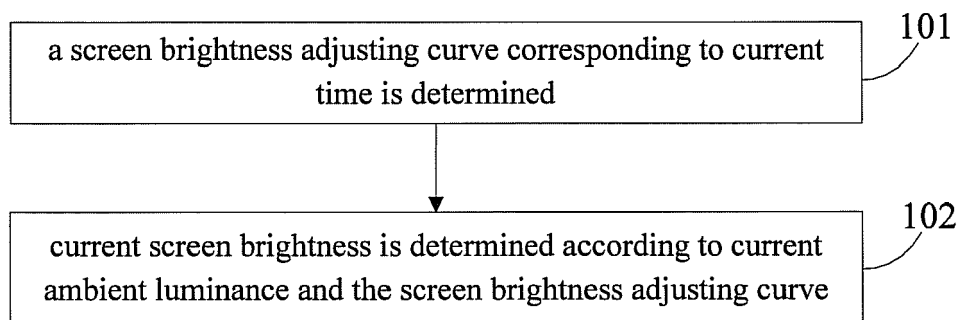 a screen brightness adjusting curve corresponding to current
time is determined
101
current screen brightness is determined according to current
ambient luminance and the screen brightness adjusting curve
102